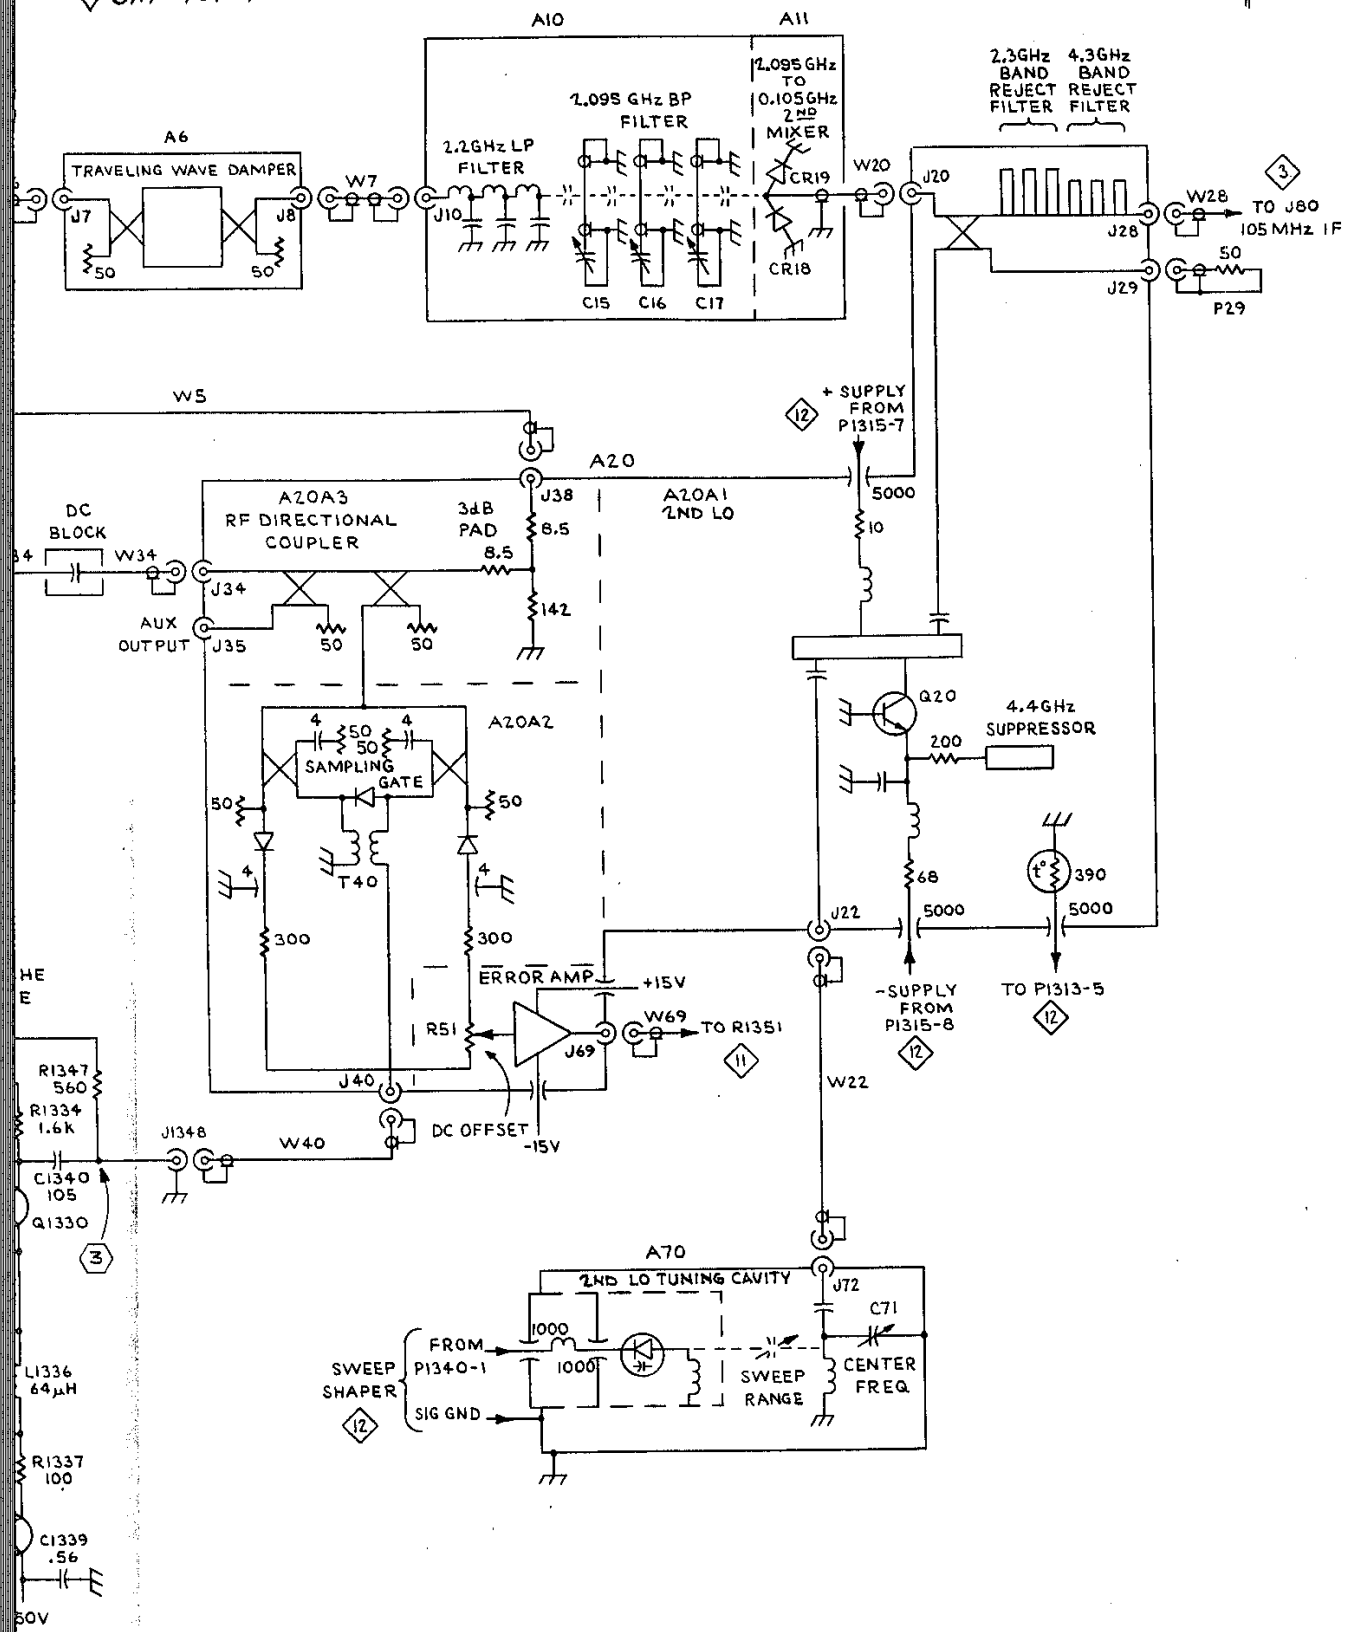 A10
A11
2.3GHz
BAND
REJECT
FILTER
4.3GHz
BAND
REJECT
FILTER
2.095GHz
TO
0.105GHz
2ND
MIXER
2.095 GHz BP
FILTER
2.2GHz LP
FILTER
A6
TRAVELING WAVE DAMPER
J7
J8
50
50
W7
J10
C15
C16
C17
CR19
CR18
W20
J20
J28
J29
W28
3
TO J80
105 MHz IF
50
P29
W5
+ SUPPLY
FROM
P1315-7
12
A20
J38
5000
A20A3
RF DIRECTIONAL
COUPLER
3dB
PAD
8.5
8.5
142
A20A1
2ND LO
10
DC
BLOCK
34
W34
J34
AUX
OUTPUT
J35
50
50
A20A2
4
50
50
4
SAMPLING
GATE
50
50
4
4
T40
300
300
Q20
4.4GHz
SUPPRESSOR
200
68
t°
390
J22
5000
5000
-SUPPLY
FROM
P1315-8
12
TO P1313-5
12
ERROR AMP
+15V
R51
J69
W69
TO R1351
11
J40
DC OFFSET
-15V
W22
HE
E
R1347
560
R1334
1.6K
C1340
105
Q1330
3
J1348
W40
A70
2ND LO TUNING CAVITY
J72
C71
CENTER
FREQ
SWEEP
RANGE
1000
1000
FROM
P1340-1
SWEEP
SHAPER
12
SIG GND
L1336
64µH
R1337
100
C1339
.56
50V